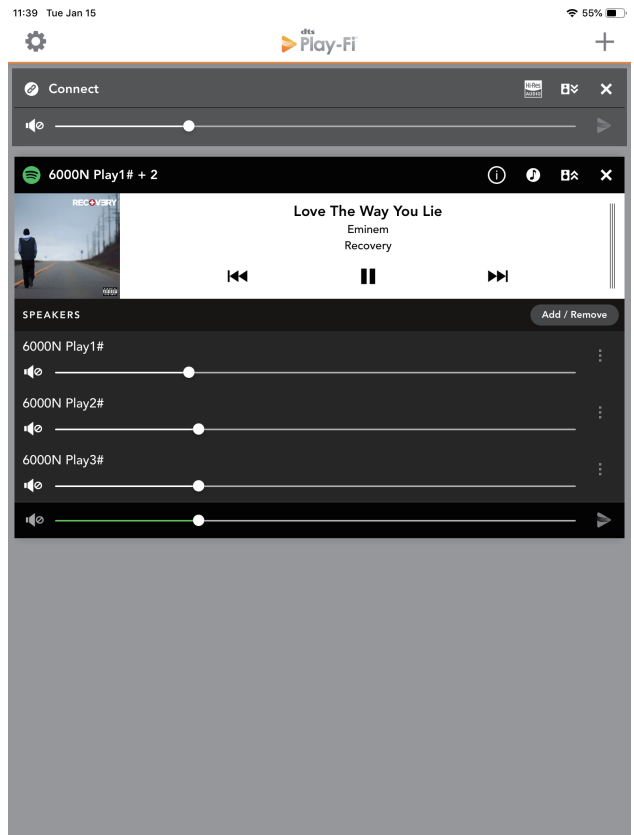 11:39 Tue Jan 15
55%
dts
Play-Fi
Connect
Hi-Res
AUDIO
6000N Play1# + 2
RECOVERY
Love The Way You Lie
Eminem
Recovery
SPEAKERS
Add / Remove
6000N Play1#
6000N Play2#
6000N Play3#